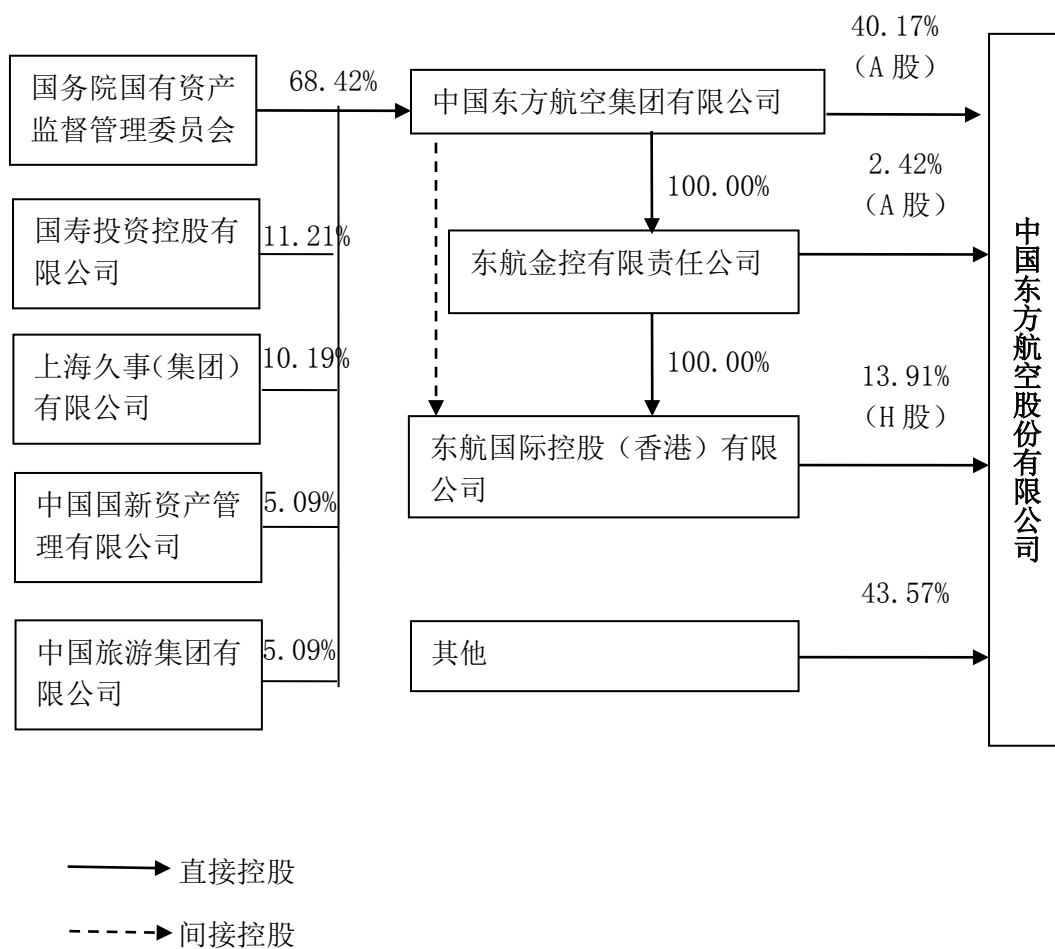 40.17%
（A 股）
国务院国有资产
监督管理委员会
68.42%
中国东方航空集团有限公司
100.00%
2.42%
（A 股）
国寿投资控股有
限公司
11.21%
东航金控有限责任公司
上海久事（集团）
有限公司
10.19%
100.00%
13.91%
（H 股）
东航国际控股（香港）有限
公司
中国国新资产管
理有限公司
5.09%
中国旅游集团有
限公司
5.09%
其他
43.57%
中国东方航空股份有限公司
直接控股
间接控股